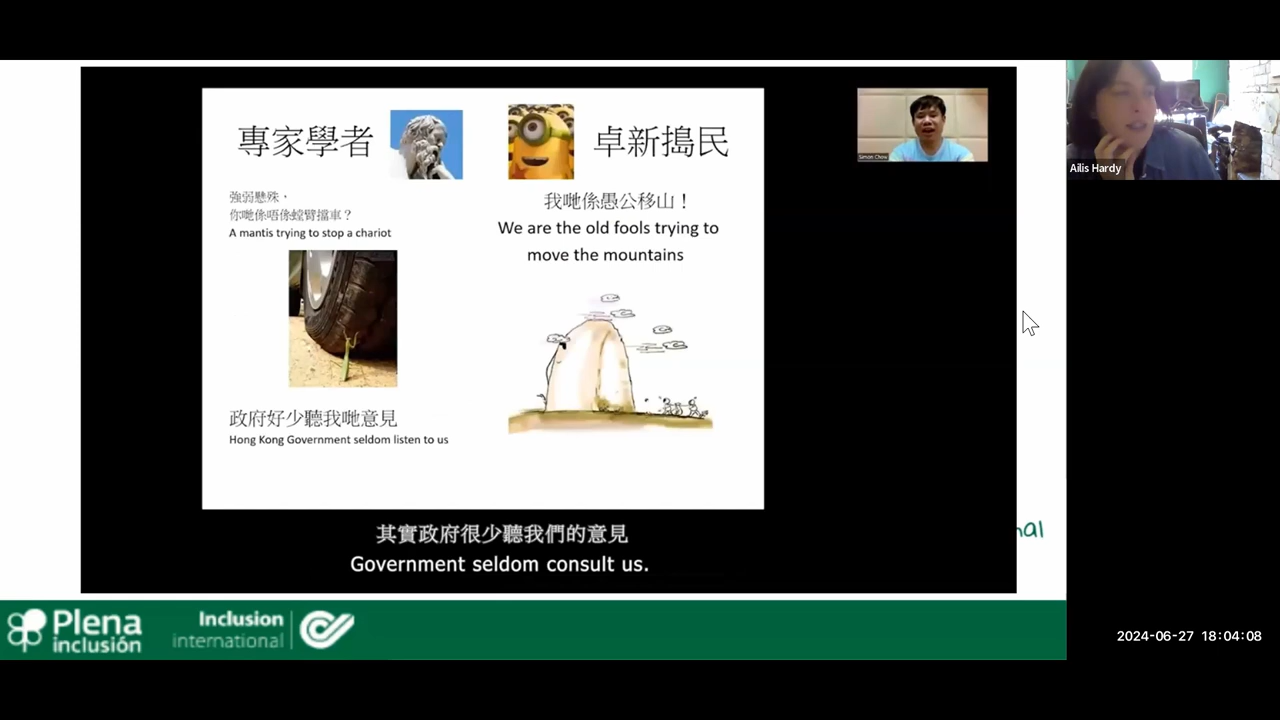 專家學者
卓新搗民
強弱懸殊，
你哋係唔係螳臂擋車？
A mantis trying to stop a chariot
我哋係愚公移山！
We are the old fools trying to
move the mountains
政府好少聽我哋意見
Hong Kong Government seldom listen to us
其實政府很少聽我們的意見
Government seldom consult us.
Simon Chow
Ailis Hardy
nal
Plena
inclusión
Inclusion
international
2024-06-27 18:04:08